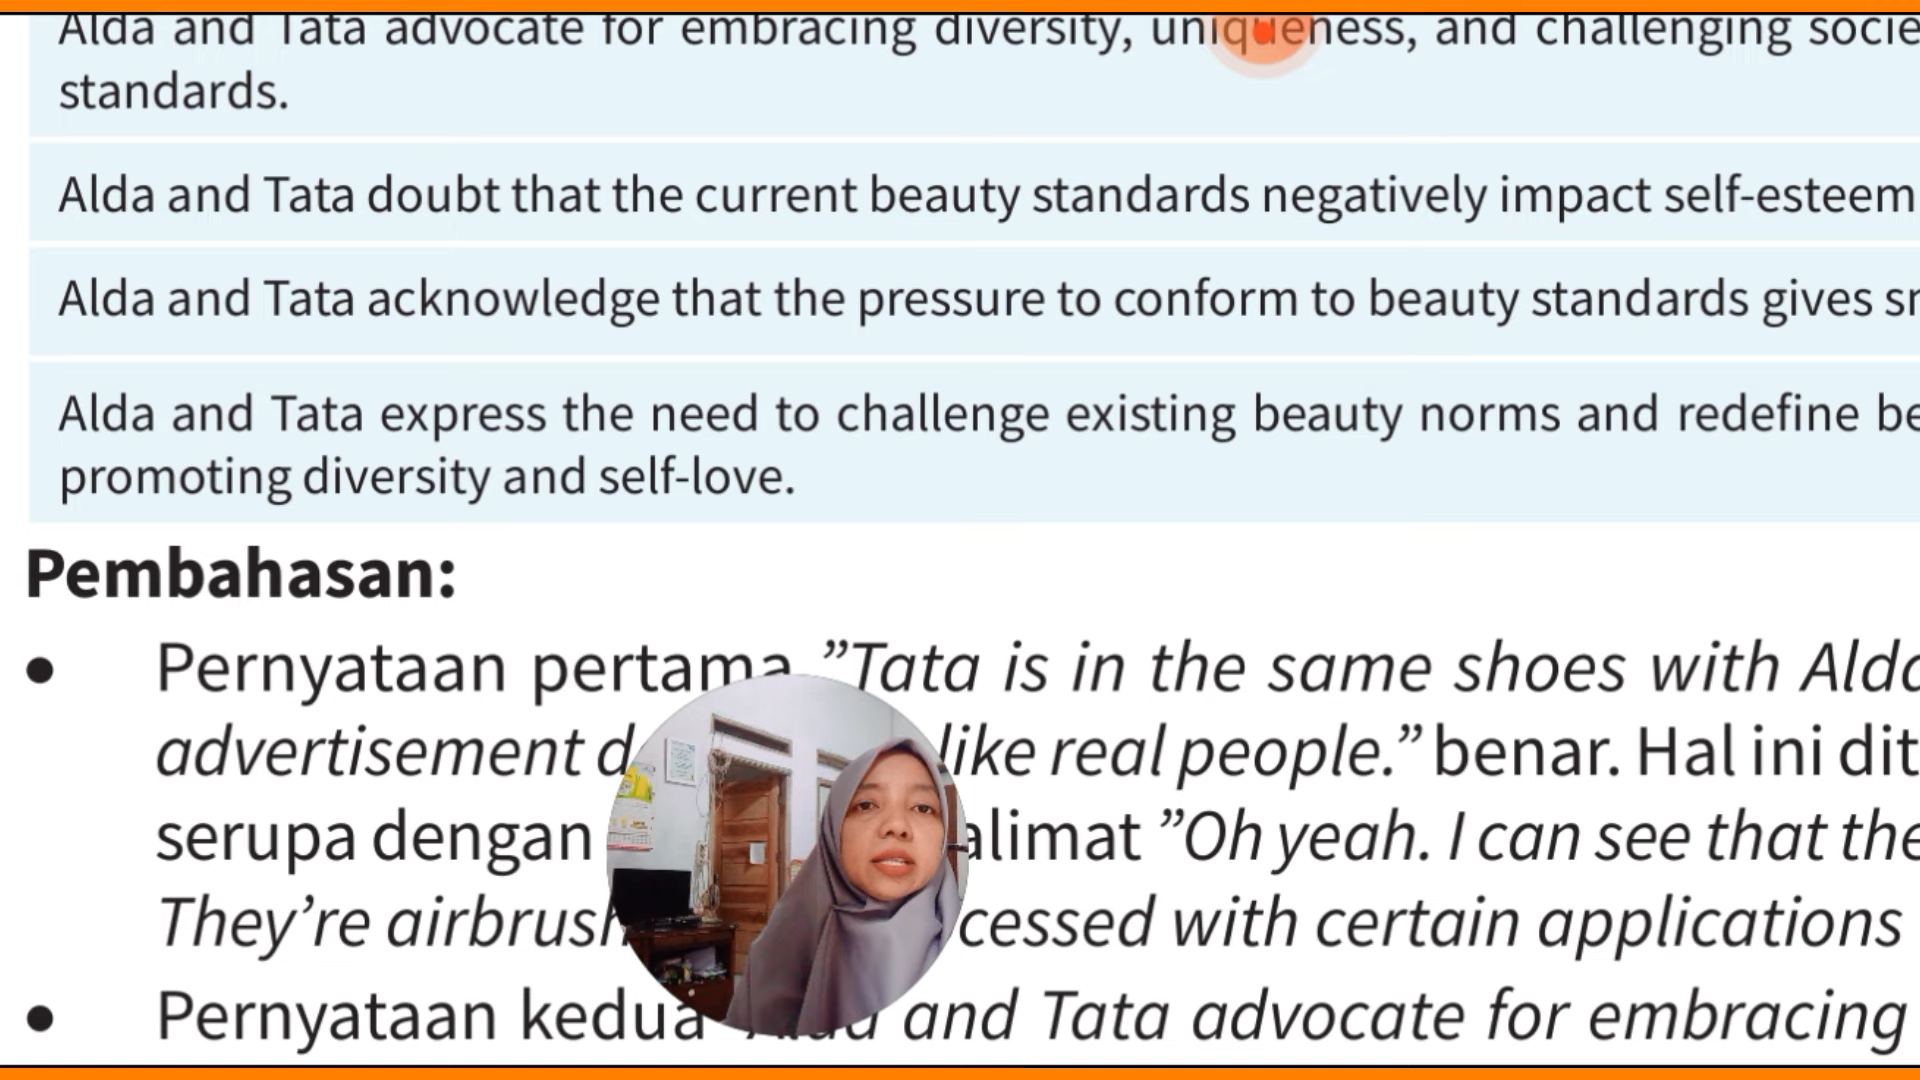 Alda and Tata advocate for embracing diversity, uniqueness, and challenging socie
standards.
Alda and Tata doubt that the current beauty standards negatively impact self-esteem
Alda and Tata acknowledge that the pressure to conform to beauty standards gives sr
Alda and Tata express the need to challenge existing beauty norms and redefine be
promoting diversity and self-love.
Pembahasan:
• Pernyataan pertama ”Tata is in the same shoes with Alda
advertisement d like real people.” benar. Hal ini dit
serupa dengan alimat ”Oh yeah. I can see that the
They’re airbrush cessed with certain applications
• Pernyataan kedua and Tata advocate for embracing